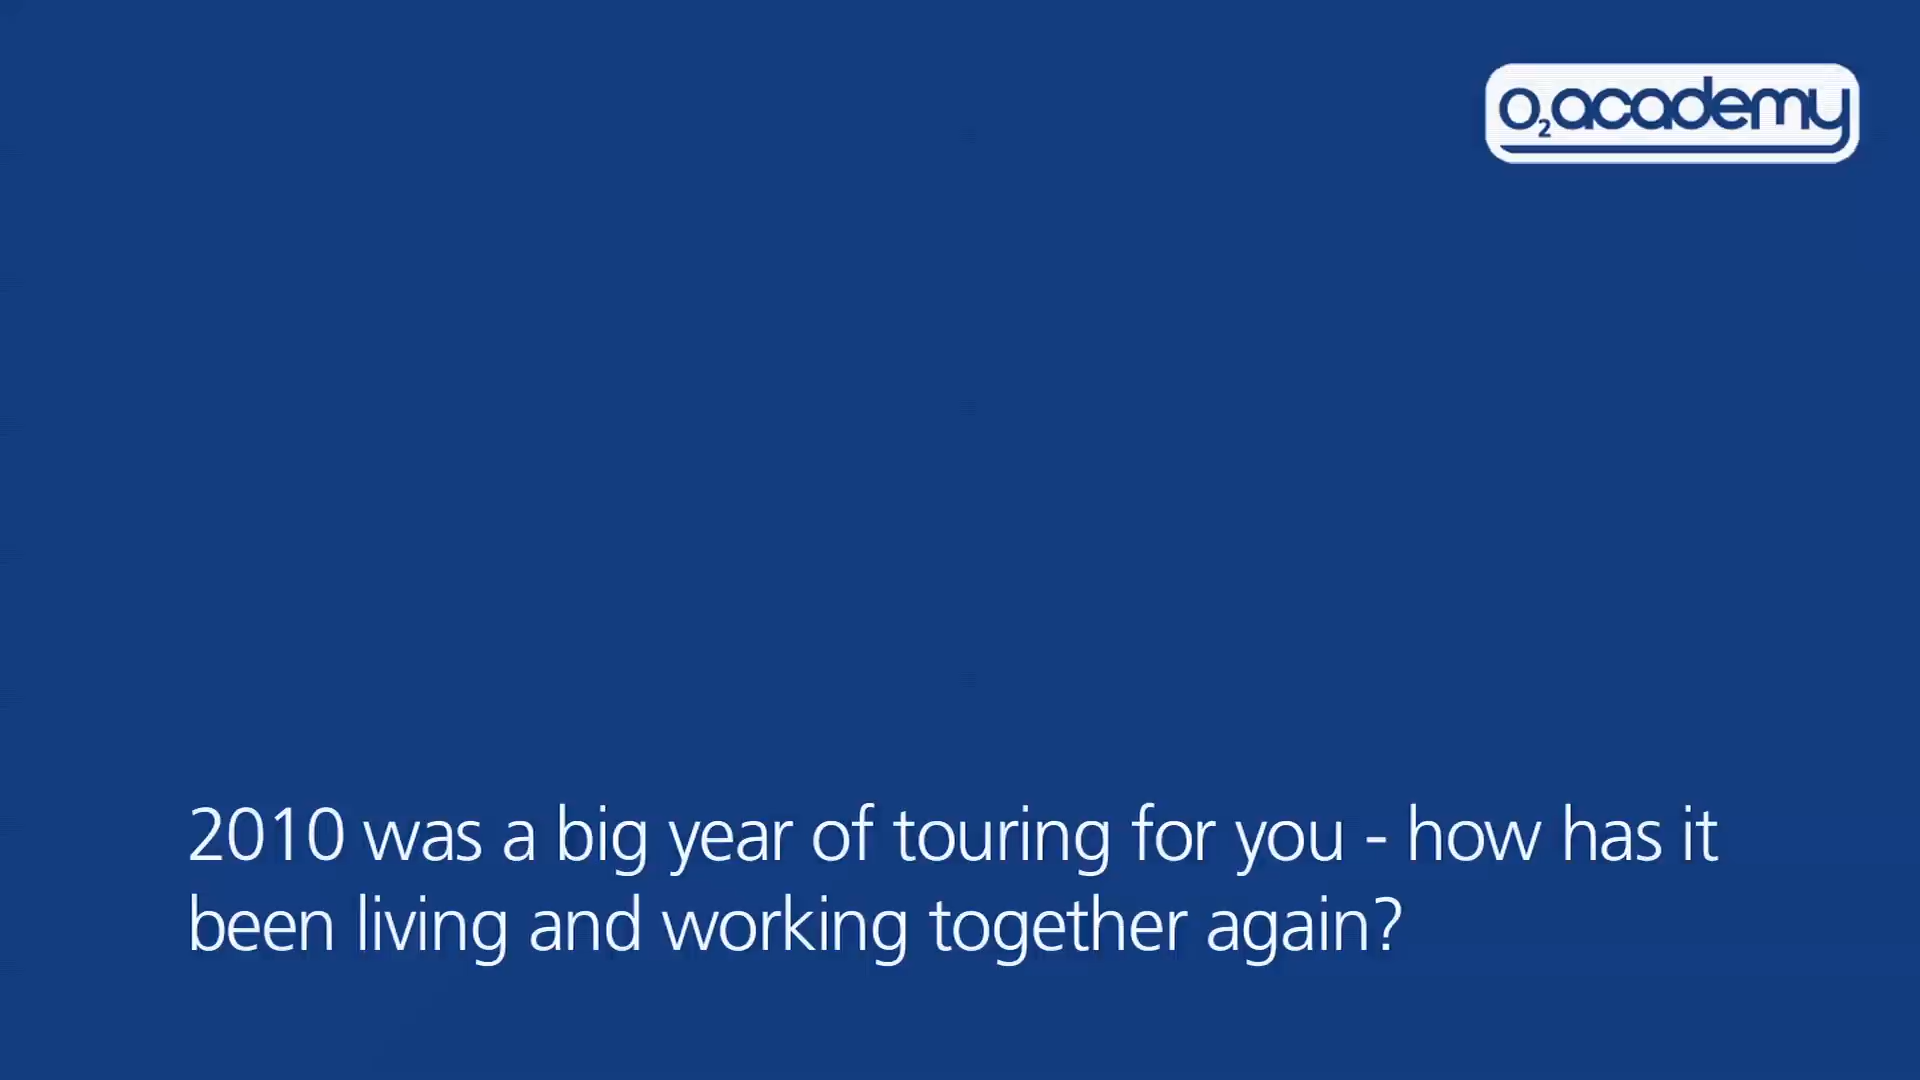 O2academy
2010 was a big year of touring for you - how has it
been living and working together again?